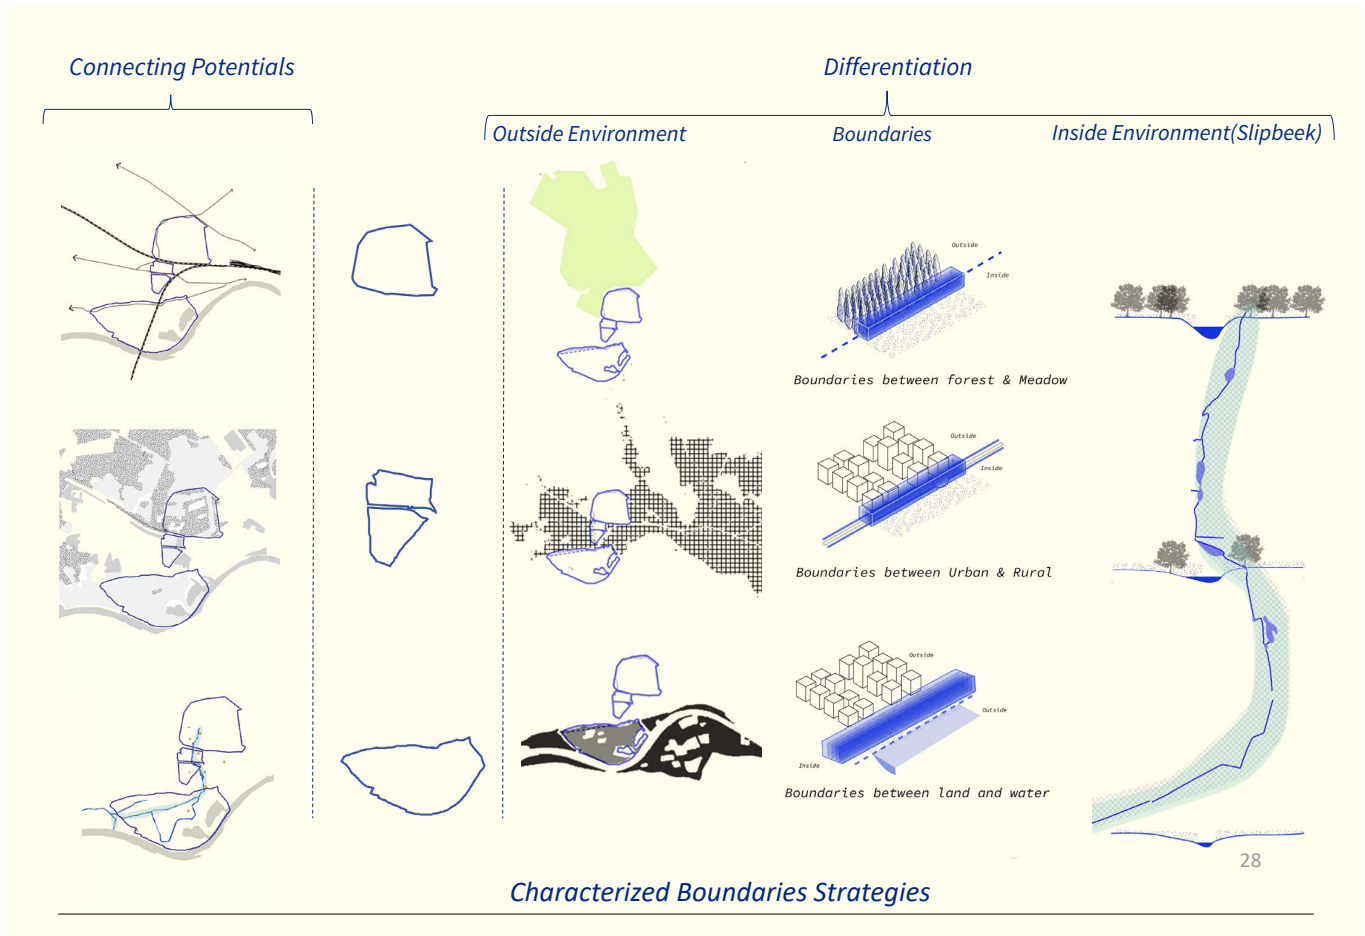 Connecting Potentials
Differentiation
Outside Environment
Boundaries
Inside Environment(Slipbeek)
Outside
Inside
Boundaries between forest & Meadow
Outside
Inside
Boundaries between Urban & Rural
Outside
Outside
Inside
Boundaries between land and water
28
Characterized Boundaries Strategies